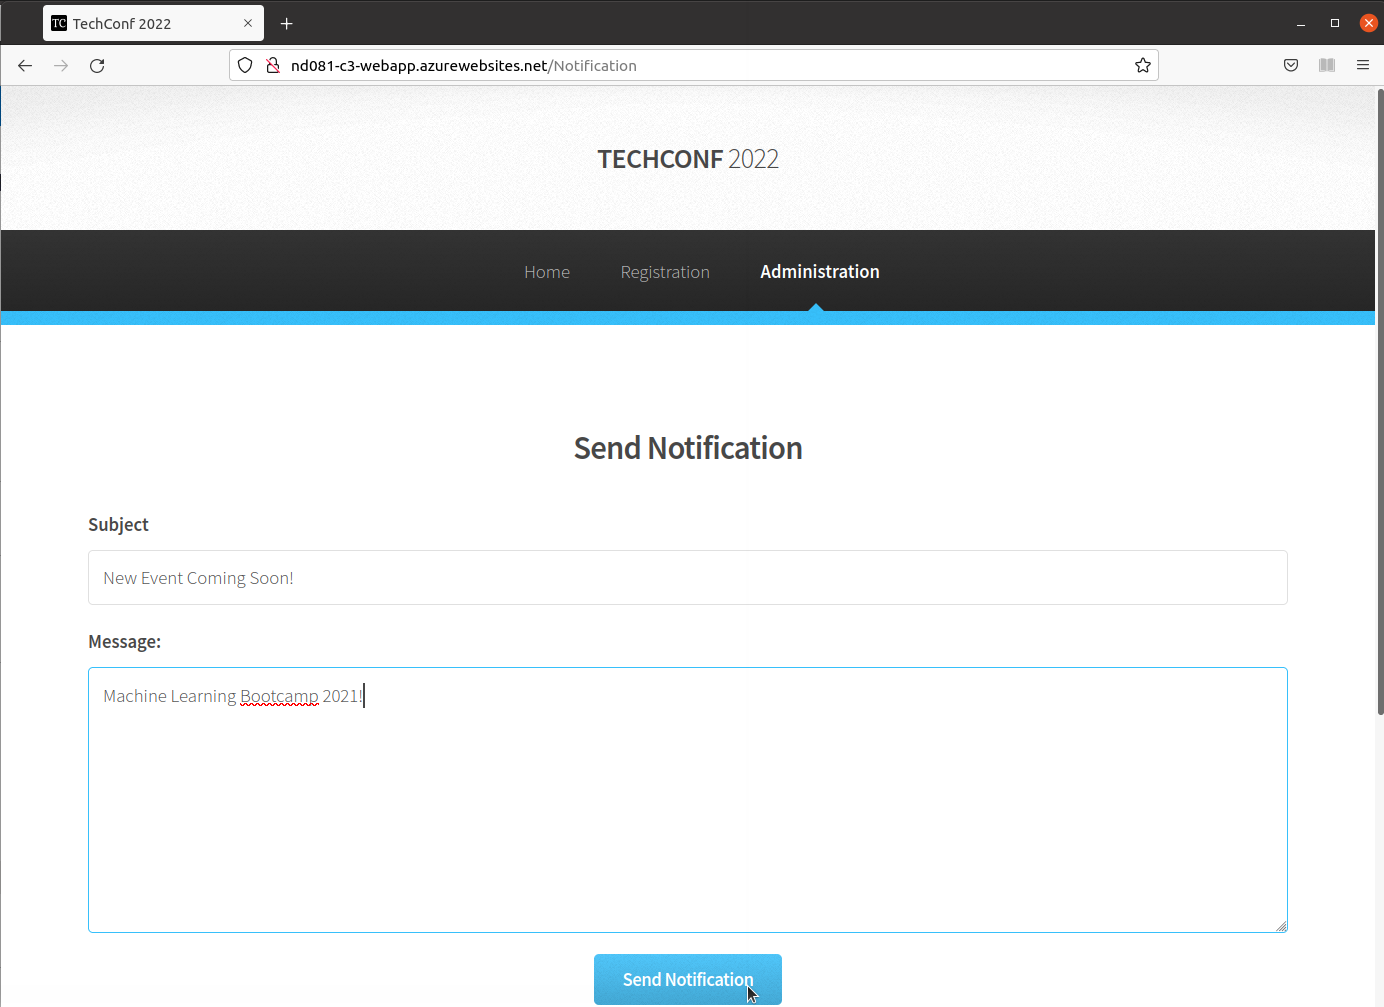 TC TechConf 2022
nd081-c3-webapp.azurewebsites.net/Notification
TECHCONF 2022
Home Registration Administration
Send Notification
Subject
New Event Coming Soon!
Message:
Machine Learning Bootcamp 2021!
Send Notification